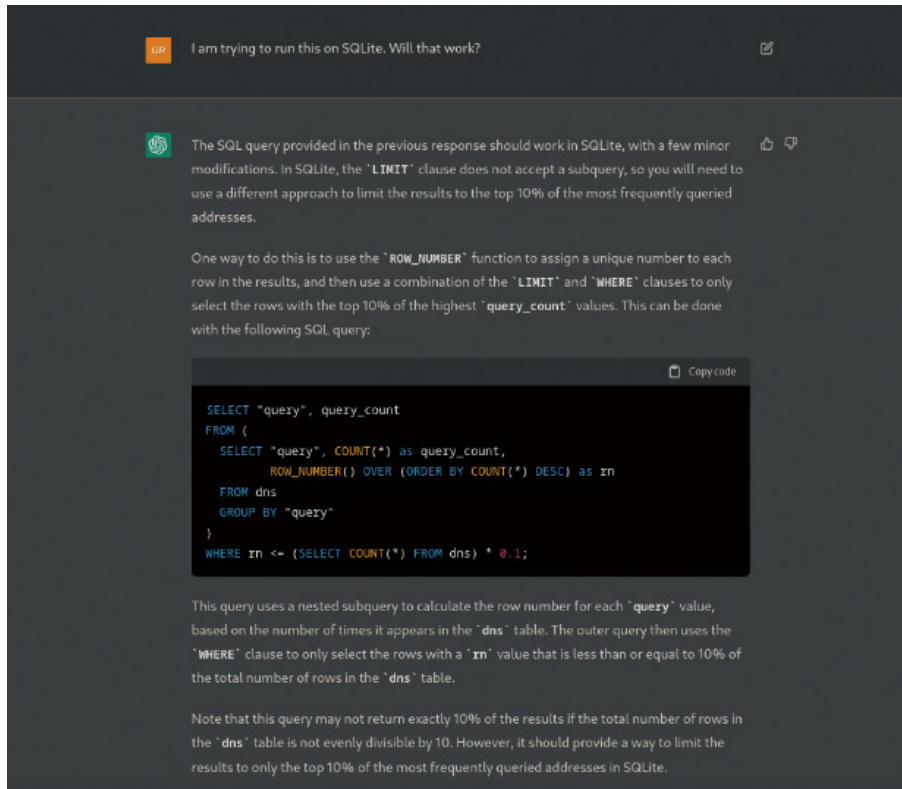 GR
I am trying to run this on SQLite. Will that work?
The SQL query provided in the previous response should work in SQLite, with a few minor
modifications. In SQLite, the `LIMIT` clause does not accept a subquery, so you will need to
use a different approach to limit the results to the top 10% of the most frequently queried
addresses.
One way to do this is to use the `ROW_NUMBER` function to assign a unique number to each
row in the results, and then use a combination of the `LIMIT` and `WHERE` clauses to only
select the rows with the top 10% of the highest `query_count` values. This can be done
with the following SQL query:
Copy code
SELECT "query", query_count
FROM (
  SELECT "query", COUNT(*) as query_count,
         ROW_NUMBER() OVER (ORDER BY COUNT(*) DESC) as rn
  FROM dns
  GROUP BY "query"
)
WHERE rn <= (SELECT COUNT(*) FROM dns) * 0.1;
This query uses a nested subquery to calculate the row number for each `query` value,
based on the number of times it appears in the `dns` table. The outer query then uses the
`WHERE` clause to only select the rows with a `rn` value that is less than or equal to 10% of
the total number of rows in the `dns` table.
Note that this query may not return exactly 10% of the results if the total number of rows in
the `dns` table is not evenly divisible by 10. However, it should provide a way to limit the
results to only the top 10% of the most frequently queried addresses in SQLite.